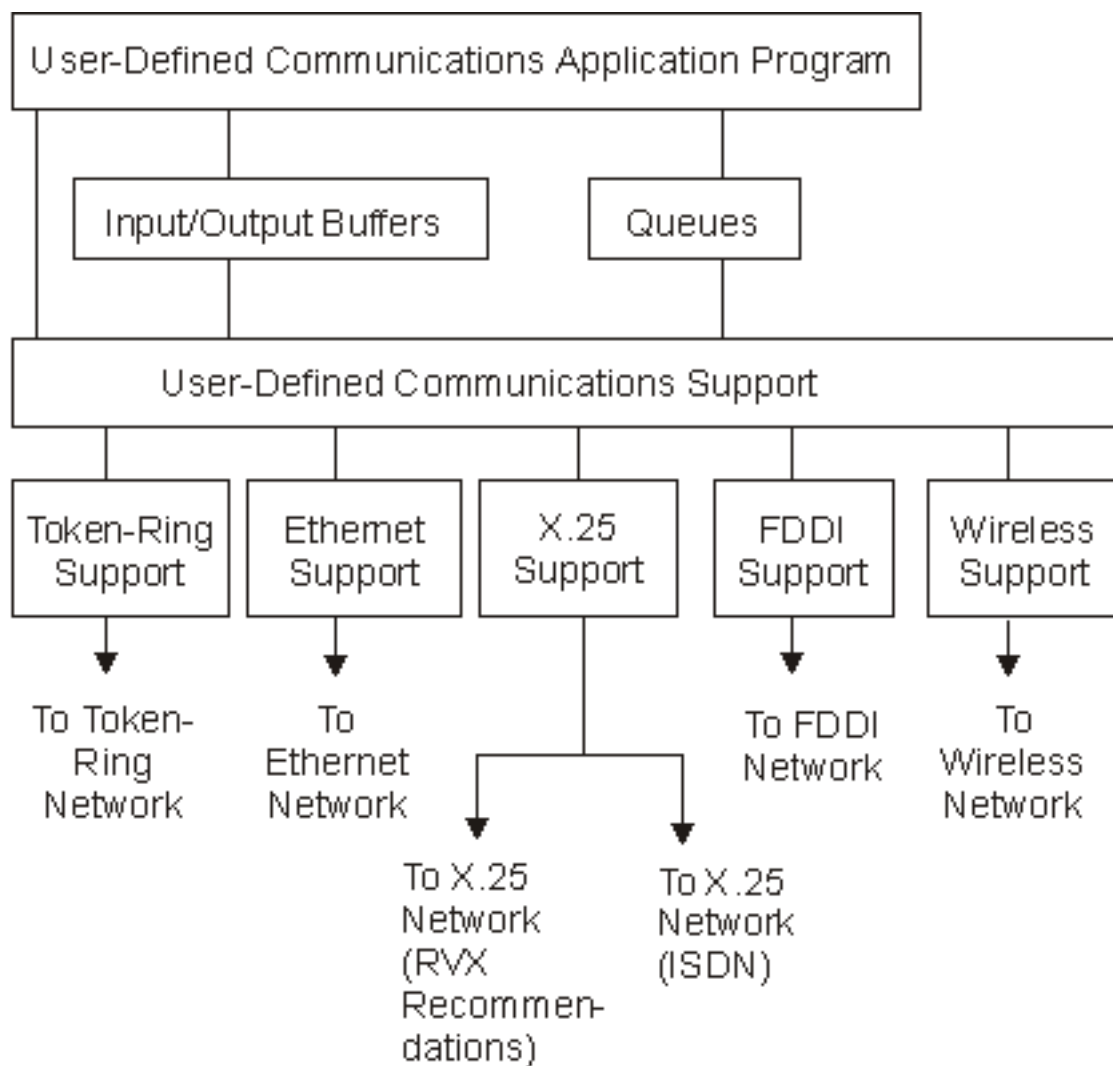 User-Defined Communications Application Program
Input/Output Buffers
Queues
User-Defined Communications Support
Token-Ring
Support
Ethernet
Support
X.25
Support
FDDI
Support
Wireless
Support
To Token-
Ring
Network
To
Ethernet
Network
To FDDI
Network
To
Wireless
Network
To X.25
Network
(RVX
Recommen-
dations)
To X.25
Network
(ISDN)